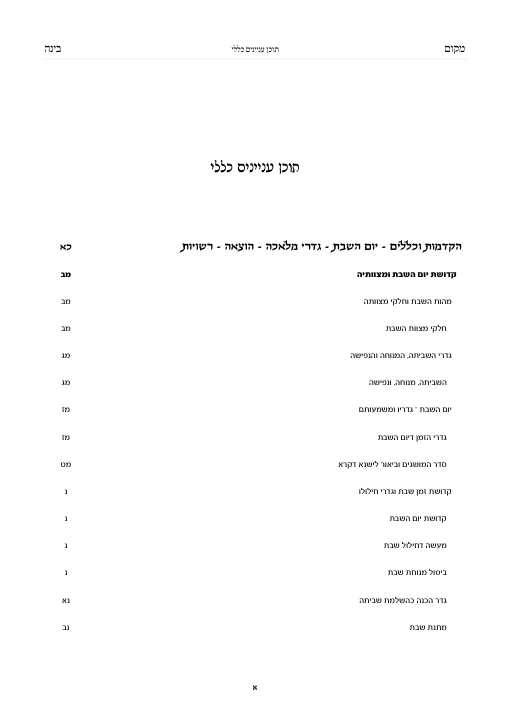 מקום תוכן עניינים כללי בינה
תוכן עניינים כללי
הקדמות וכללים - יום השבת - גדרי מלאכה - הוצאה - רשויות כא
קדושת יום השבת ומצוותיה מב
מהות השבת וחלקי מצוותה מב
חלקי מצוות השבת מב
גדרי השביתה, המנוחה והנפישה מג
השביתה, מנוחה, ונפישה מג
יום השבת - גדריו ומשמעותם מז
גדרי הזמן דיום השבת מז
סדר המושגים וביאור לישנא דקרא מט
קדושת זמן שבת וגדרי חילולו נ
קדושת יום השבת נ
מעשה דחילול שבת נ
ביטול מנוחת שבת נ
גדר הכנה כהשלמת שביתה נא
מתנת שבת נב
א